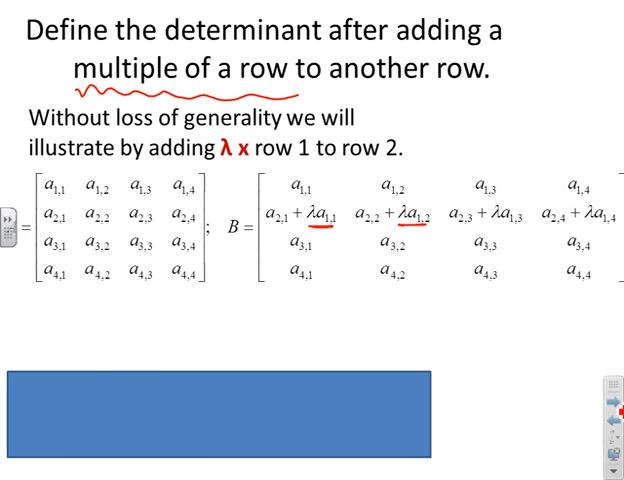 Define the determinant after adding a
multiple of a row to another row.
Without loss of generality we will
illustrate by adding λ x row 1 to row 2.
= [ a1,1 a1,2 a1,3 a1,4 ; B = [ a1,1 a1,2 a1,3 a1,4
a2,1 a2,2 a2,3 a2,4 a2,1 + λa1,1 a2,2 + λa1,2 a2,3 + λa1,3 a2,4 + λa1,4
a3,1 a3,2 a3,3 a3,4 a3,1 a3,2 a3,3 a3,4
a4,1 a4,2 a4,3 a4,4 ] a4,1 a4,2 a4,3 a4,4